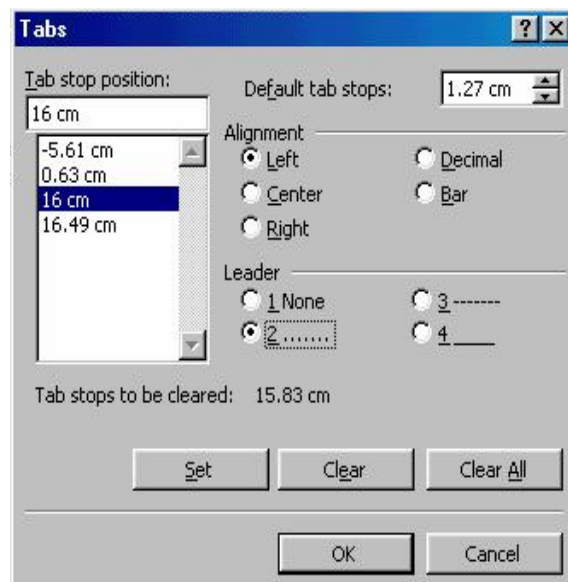 Tabs
Tab stop position:
Default tab stops:
1.27 cm
16 cm
-5.61 cm
0.63 cm
16 cm
16.49 cm
Alignment
Left
Decimal
Center
Bar
Right
Leader
1 None
3 -------
2 .......
4 ____
Tab stops to be cleared: 15.83 cm
Set
Clear
Clear All
OK
Cancel